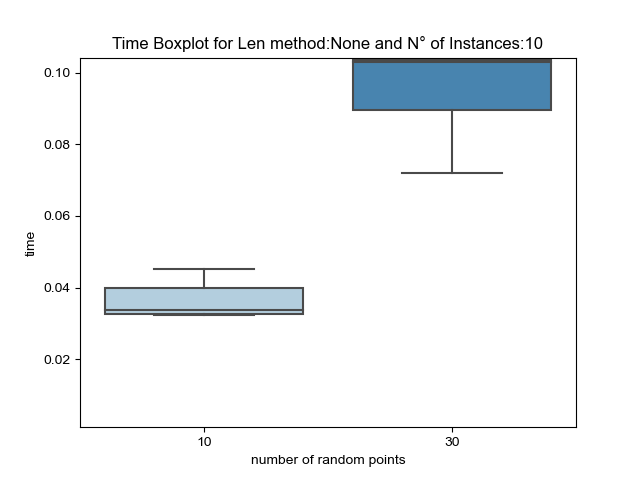 Time Boxplot for Len method:None and N° of Instances:10
0.10
0.08
0.06
0.04
0.02
time
10
30
number of random points